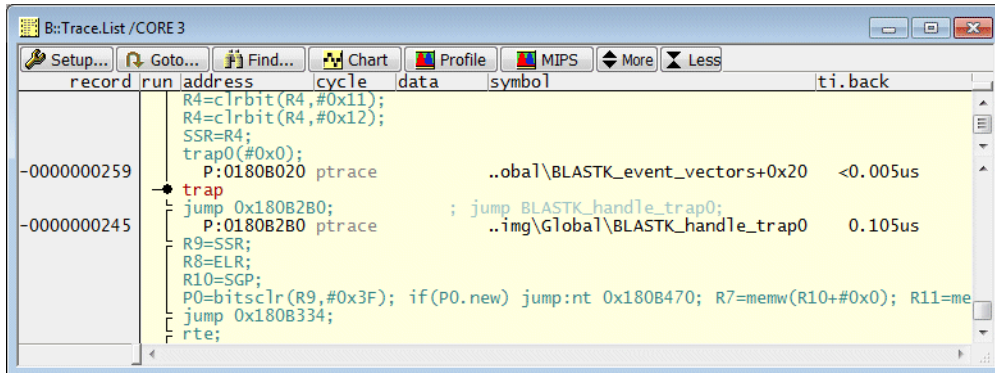 B::Trace.List /CORE 3
Setup... Goto... Find... Chart Profile MIPS More Less
record run address cycle data symbol ti.back
R4=clrbit(R4,#0x11);
R4=clrbit(R4,#0x12);
SSR=R4;
trap0(#0x0);
-0000000259 P:0180B020 ptrace ..obal\BLASTK_event_vectors+0x20 <0.005us
trap
jump 0x180B2B0; ; jump BLASTK_handle_trap0;
-0000000245 P:0180B2B0 ptrace ..img\Global\BLASTK_handle_trap0 0.105us
R9=SSR;
R8=ELR;
R10=SGP;
P0=bitsclr(R9,#0x3F); if(P0.new) jump:nt 0x180B470; R7=memw(R10+#0x0); R11=me
jump 0x180B334;
rte;